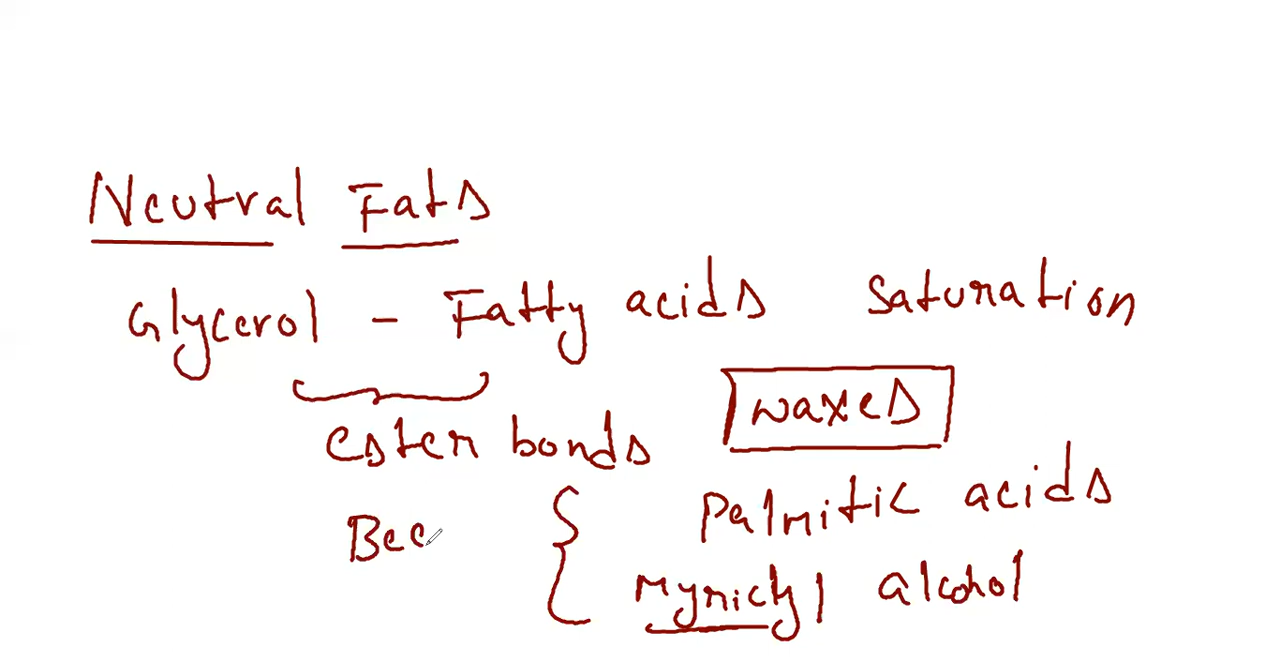 Neutral Fats
Glycerol - Fatty acids saturation
ester bonds waxes
Bee { Palmitic acids
Myricyl alcohol